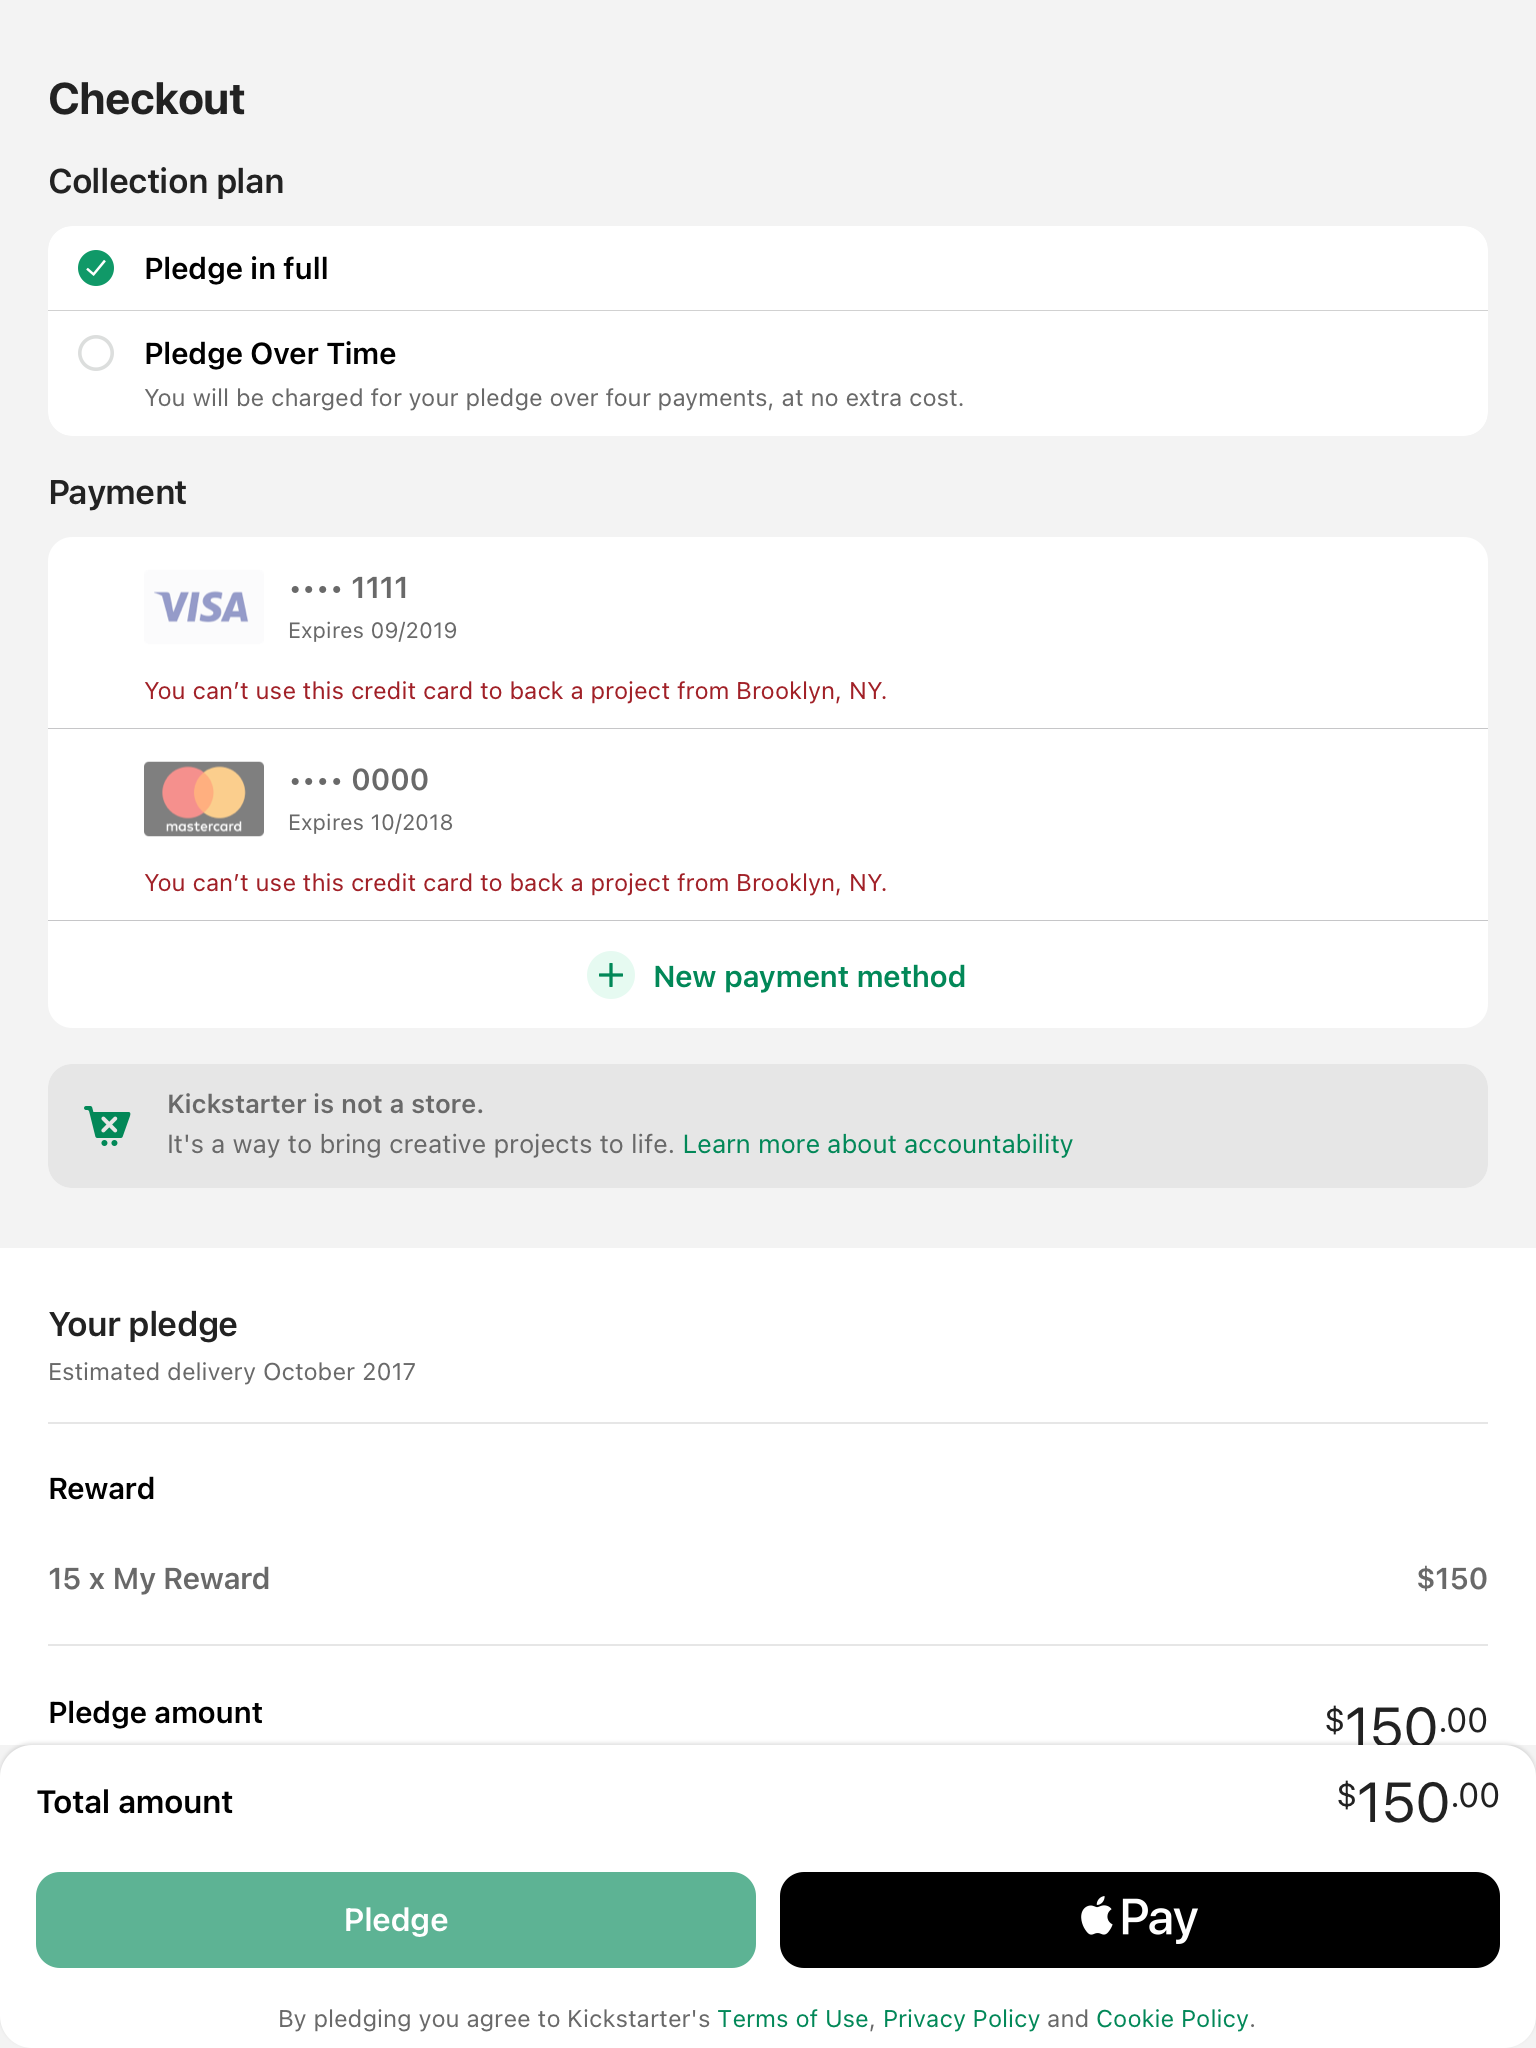 Checkout
Collection plan
Pledge in full
Pledge Over Time
You will be charged for your pledge over four payments, at no extra cost.
Payment
VISA
•••• 1111
Expires 09/2019
You can’t use this credit card to back a project from Brooklyn, NY.
mastercard
•••• 0000
Expires 10/2018
You can’t use this credit card to back a project from Brooklyn, NY.
New payment method
Kickstarter is not a store.
It's a way to bring creative projects to life. Learn more about accountability
Your pledge
Estimated delivery October 2017
Reward
15 x My Reward $150
Pledge amount $150.00
Total amount $150.00
Pledge
Pay
By pledging you agree to Kickstarter's Terms of Use, Privacy Policy and Cookie Policy.